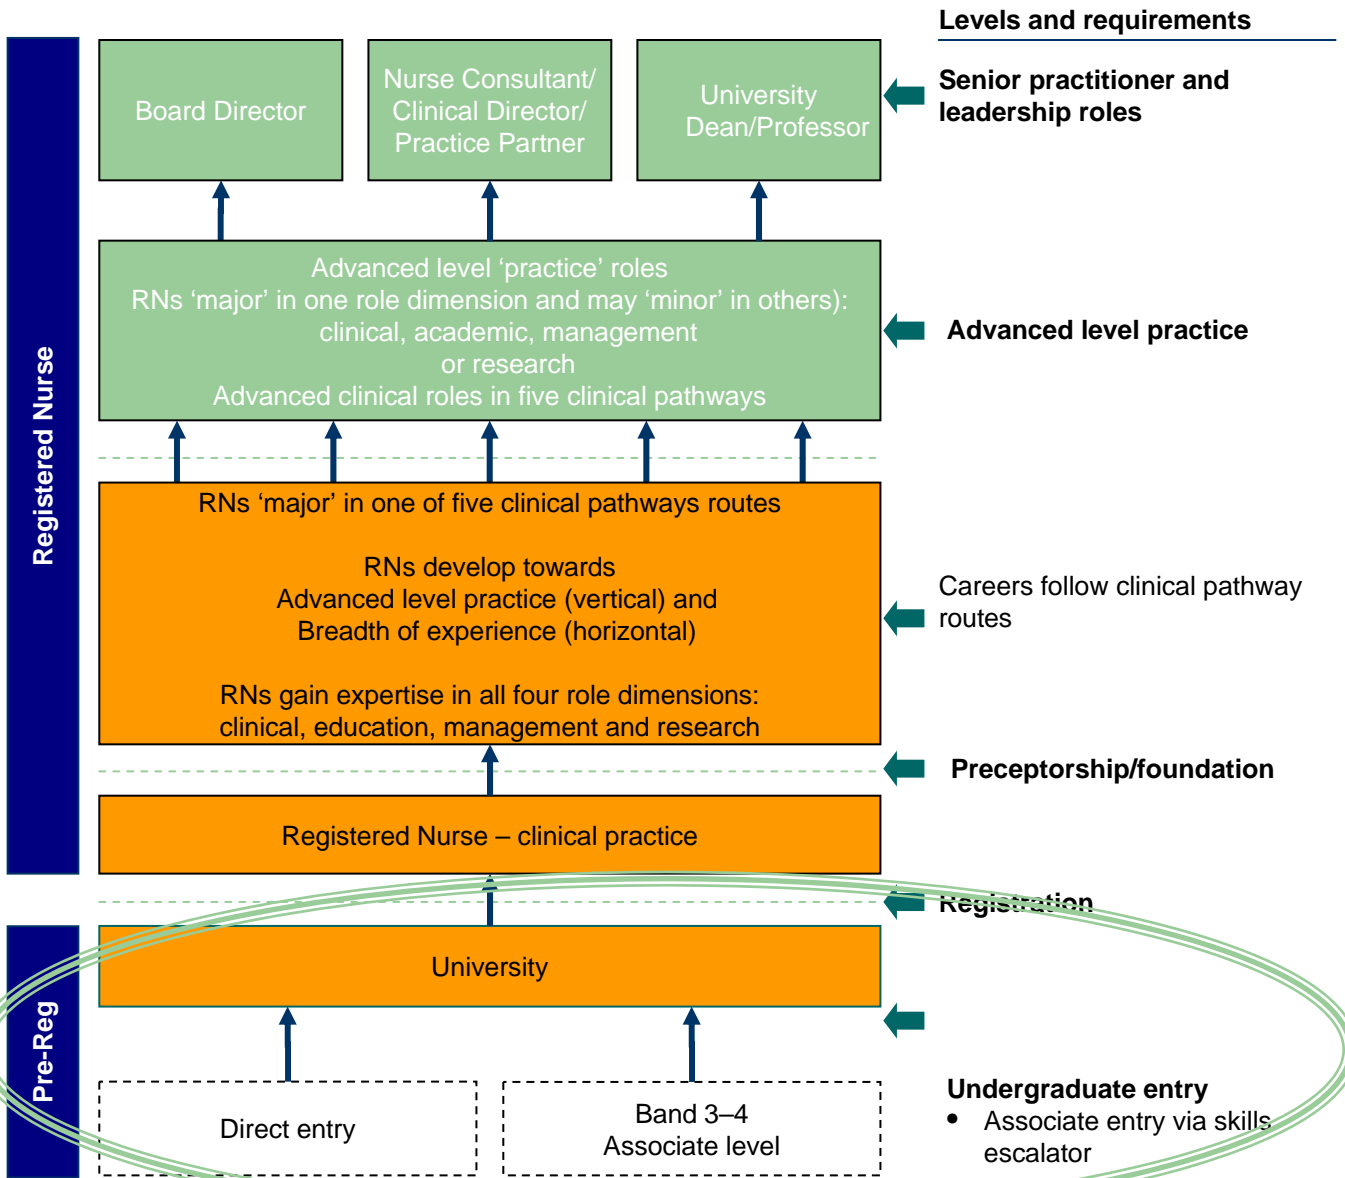 Levels and requirements
Registered Nurse
Board Director
Nurse Consultant/
Clinical Director/
Practice Partner
University
Dean/Professor
Senior practitioner and
leadership roles
Advanced level ‘practice’ roles
RNs ‘major’ in one role dimension and may ‘minor’ in others):
clinical, academic, management
or research
Advanced clinical roles in five clinical pathways
Advanced level practice
RNs ‘major’ in one of five clinical pathways routes
RNs develop towards
Advanced level practice (vertical) and
Breadth of experience (horizontal)
RNs gain expertise in all four role dimensions:
clinical, education, management and research
Careers follow clinical pathway
routes
Preceptorship/foundation
Registered Nurse – clinical practice
Registration
Pre-Reg
University
Direct entry
Band 3–4
Associate level
Undergraduate entry
• Associate entry via skills
escalator